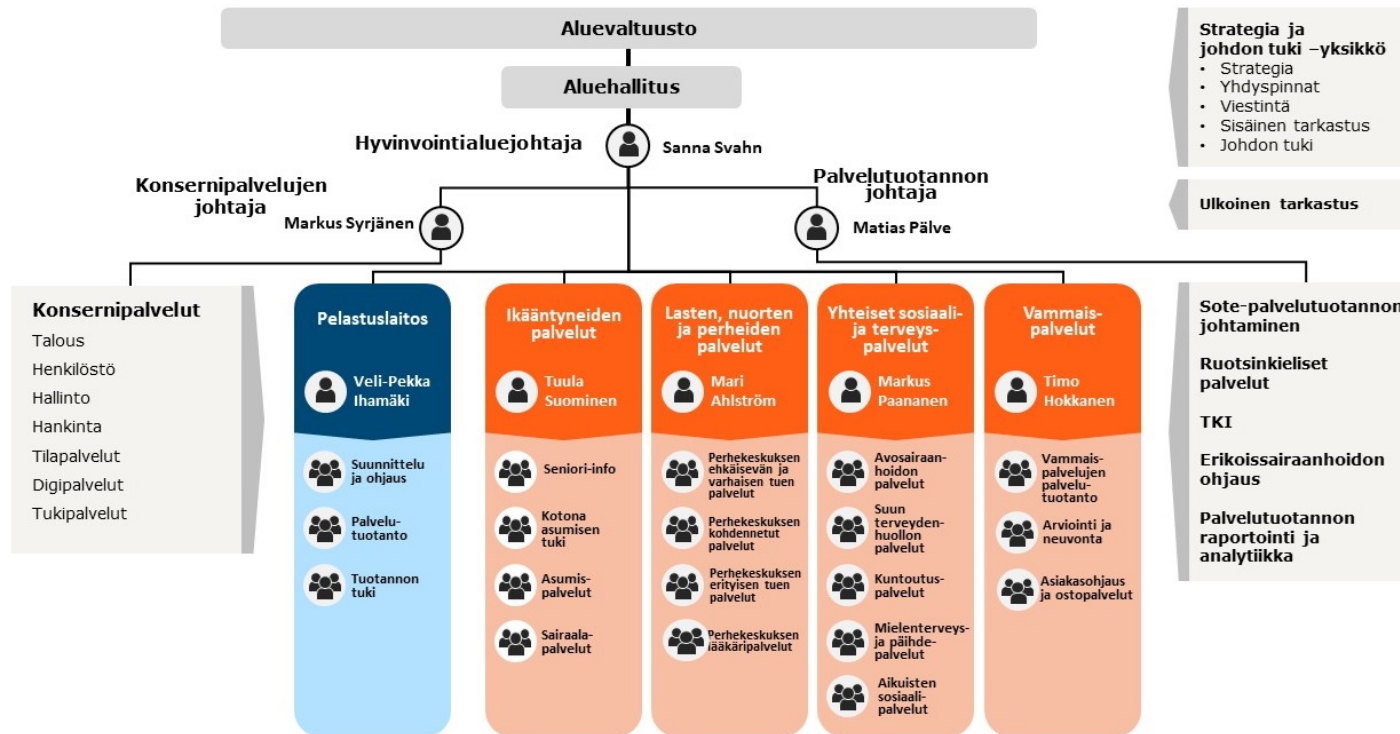 Aluevaltuusto
Aluehallitus
Hyvinvointialuejohtaja
Sanna Svahn
Konsernipalvelujen
johtaja
Markus Syrjänen
Palvelutuotannon
johtaja
Matias Pälve
Strategia ja
johdon tuki –yksikkö
• Strategia
• Yhdyspinnat
• Viestintä
• Sisäinen tarkastus
• Johdon tuki
Ulkoinen tarkastus
Konsernipalvelut
Talous
Henkilöstö
Hallinto
Hankinta
Tilapalvelut
Digipalvelut
Tukipalvelut
Pelastuslaitos
Veli-Pekka
Ihamäki
Suunnittelu
ja ohjaus
Palvelu-
tuotanto
Tuotannon
tuki
Ikääntyneiden
palvelut
Tuula
Suominen
Seniori-info
Kotona
asumisen
tuki
Asumis-
palvelut
Sairaala-
palvelut
Lasten, nuorten
ja perheiden
palvelut
Mari
Ahlström
Perhekeskuksen
ehkäisevän ja
varhaisen tuen
palvelut
Perhekeskuksen
kohdennetut
palvelut
Perhekeskuksen
erityisen tuen
palvelut
Perhekeskuksen
lääkäripalvelut
Yhteiset sosiaali-
ja terveys-
palvelut
Markus
Paananen
Avosairaan-
hoidon
palvelut
Suun
terveyden-
huollon
palvelut
Kuntoutus-
palvelut
Mielenterveys-
ja päihde-
palvelut
Aikuisten
sosiaali-
palvelut
Vammais-
palvelut
Timo
Hokkanen
Vammais-
palvelujen
palvelu-
tuotanto
Arviointi ja
neuvonta
Asiakasohjaus
ja ostopalvelut
Sote-palvelutuotannon
johtaminen
Ruotsinkieliset
palvelut
TKI
Erikoissairaanhoidon
ohjaus
Palvelutuotannon
raportointi ja
analytiikka